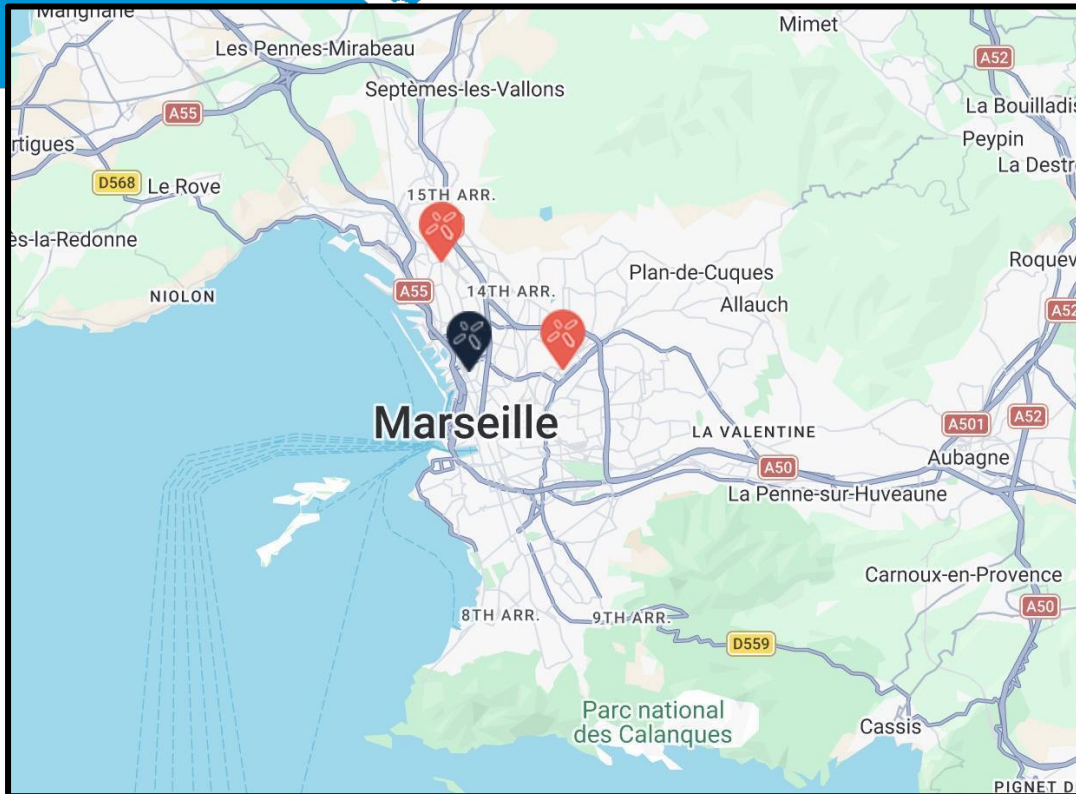 Marignane
Mimet
Les Pennes-Mirabeau
A52
Septèmes-les-Vallons
La Bouilladis
A55
Peypin
rtigues
La Destr
D568
Le Rove
15TH ARR.
ès-la-Redonne
Roquev
Plan-de-Cuques
A55
14TH ARR.
NIOLON
Allauch
A52
Marseille
A501
A52
LA VALENTINE
Aubagne
A50
La Penne-sur-Huveaune
Carnoux-en-Provence
A50
8TH ARR.
9TH ARR.
D559
Parc national
des Calanques
Cassis
PIGNET D